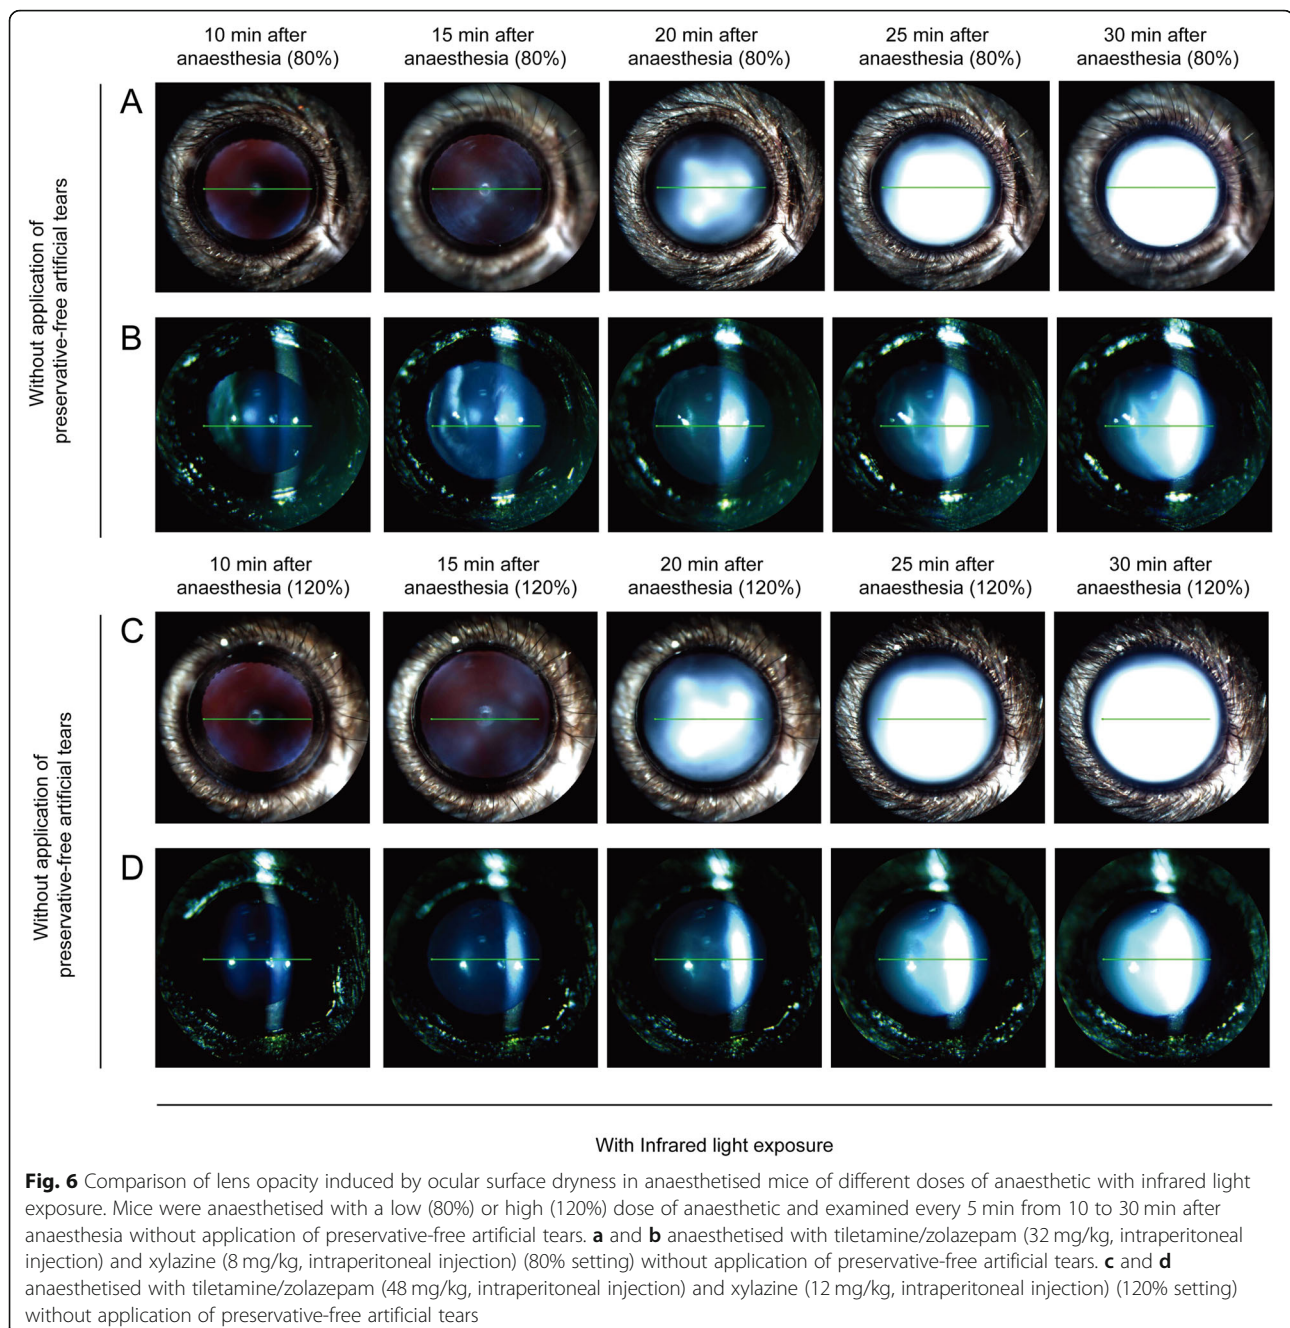 10 min after
anaesthesia (80%)
15 min after
anaesthesia (80%)
20 min after
anaesthesia (80%)
25 min after
anaesthesia (80%)
30 min after
anaesthesia (80%)
Without application of
preservative-free artificial tears
A
B
10 min after
anaesthesia (120%)
15 min after
anaesthesia (120%)
20 min after
anaesthesia (120%)
25 min after
anaesthesia (120%)
30 min after
anaesthesia (120%)
Without application of
preservative-free artificial tears
C
D
With Infrared light exposure
Fig. 6 Comparison of lens opacity induced by ocular surface dryness in anaesthetised mice of different doses of anaesthetic with infrared light
exposure. Mice were anaesthetised with a low (80%) or high (120%) dose of anaesthetic and examined every 5 min from 10 to 30 min after
anaesthesia without application of preservative-free artificial tears. a and b anaesthetised with tiletamine/zolazepam (32 mg/kg, intraperitoneal
injection) and xylazine (8 mg/kg, intraperitoneal injection) (80% setting) without application of preservative-free artificial tears. c and d
anaesthetised with tiletamine/zolazepam (48 mg/kg, intraperitoneal injection) and xylazine (12 mg/kg, intraperitoneal injection) (120% setting)
without application of preservative-free artificial tears